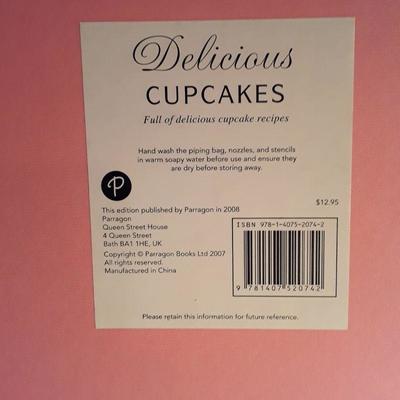 Delicious
CUPCAKES
Full of delicious cupcake recipes
Hand wash the piping bag, nozzles, and stencils
in warm soapy water before use and ensure they
are dry before storing away.
P
This edition published by Parragon in 2008
Parragon
Queen Street House
4 Queen Street
Bath BA1 1HE, UK
Copyright © Parragon Books Ltd 2007
All rights reserved.
Manufactured in China
$12.95
ISBN 978-1-4075-2074-2
9 781407 520742
Please retain this information for future reference.